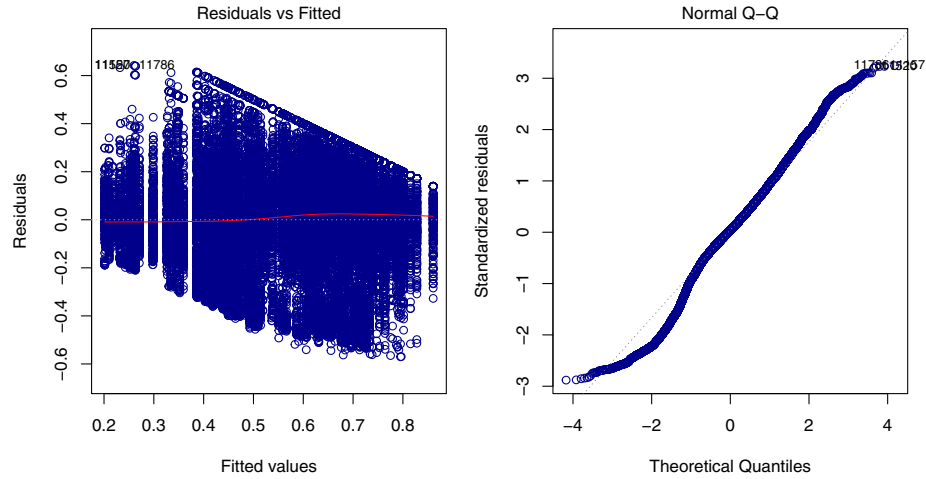 Residuals vs Fitted
11786
0.6
0.4
0.2
0.0
−0.2
−0.4
−0.6
Residuals
0.2 0.3 0.4 0.5 0.6 0.7 0.8
Fitted values
Normal Q−Q
3
2
1
0
−1
−2
−3
Standardized residuals
−4 −2 0 2 4
Theoretical Quantiles